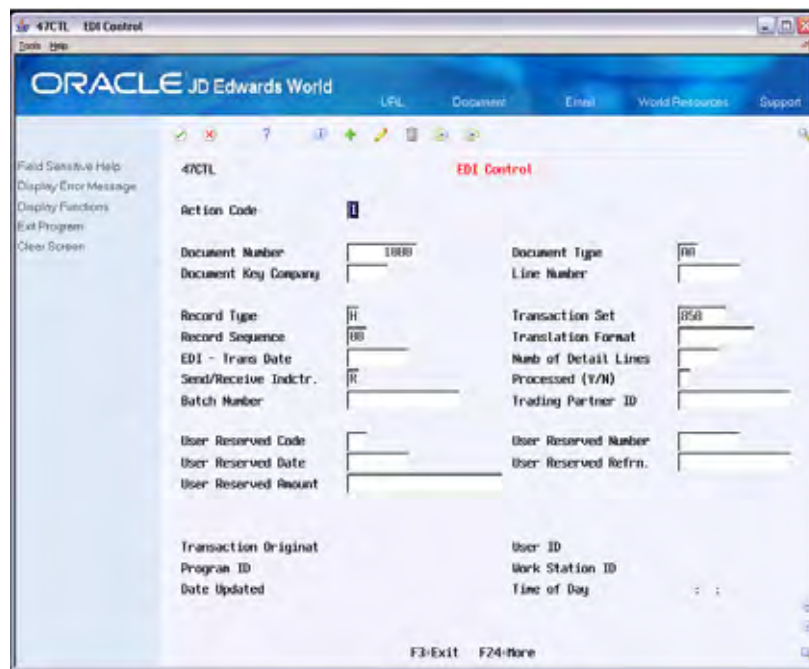 47CTL EDI Control
Tools Help
ORACLE JD Edwards World
URL Document Email World Resources Support
Field Sensitive Help
Display Error Message
Display Functions
Exit Program
Clear Screen
47CTL EDI Control
Action Code I
Document Number 1000 Document Type
Document Key Company Line Number
Record Type H Transaction Set 850
Record Sequence 00 Translation Format
EDI - Trans Date Numb of Detail Lines
Send/Receive Indctr. R Processed (Y/N)
Batch Number Trading Partner ID
User Reserved Code User Reserved Number
User Reserved Date User Reserved Refrn.
User Reserved Amount
Transaction Originat User ID
Program ID Work Station ID
Date Updated Time of Day : :
F3=Exit F24=More